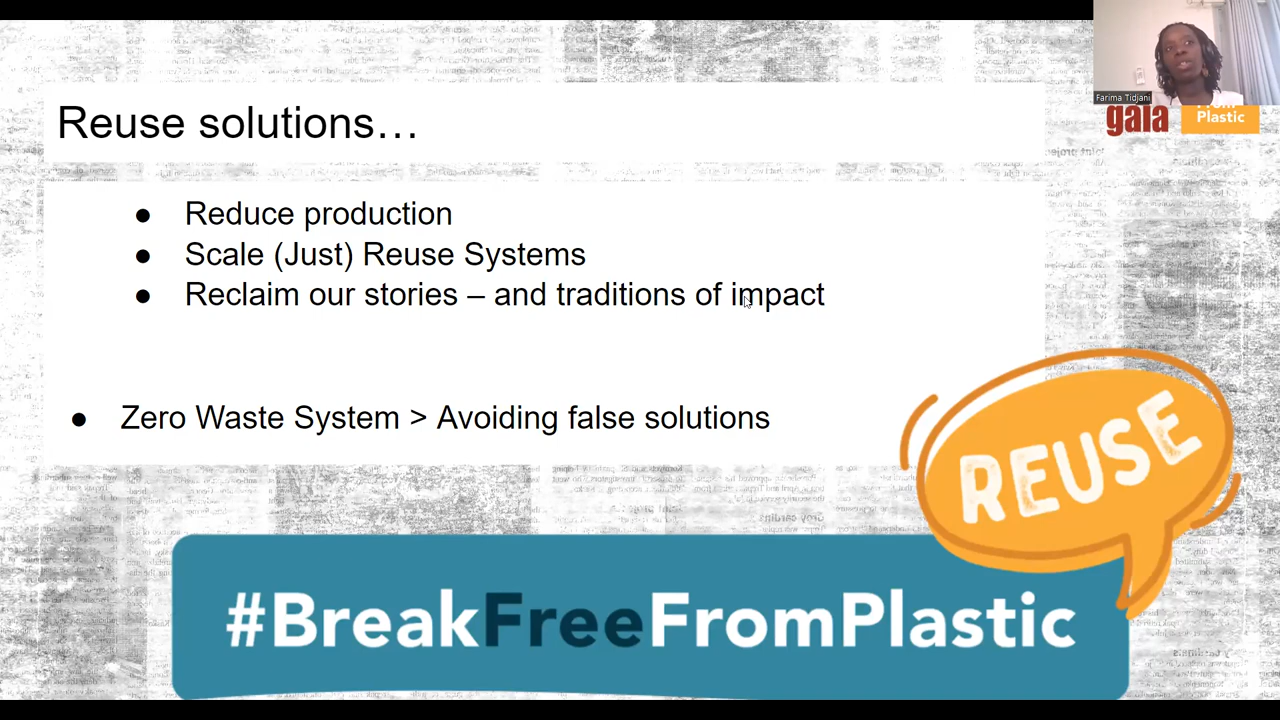 Farima Tidjani
gaia
Plastic
Reuse solutions…
● Reduce production
● Scale (Just) Reuse Systems
● Reclaim our stories – and traditions of impact
● Zero Waste System > Avoiding false solutions
REUSE
#BreakFreeFromPlastic